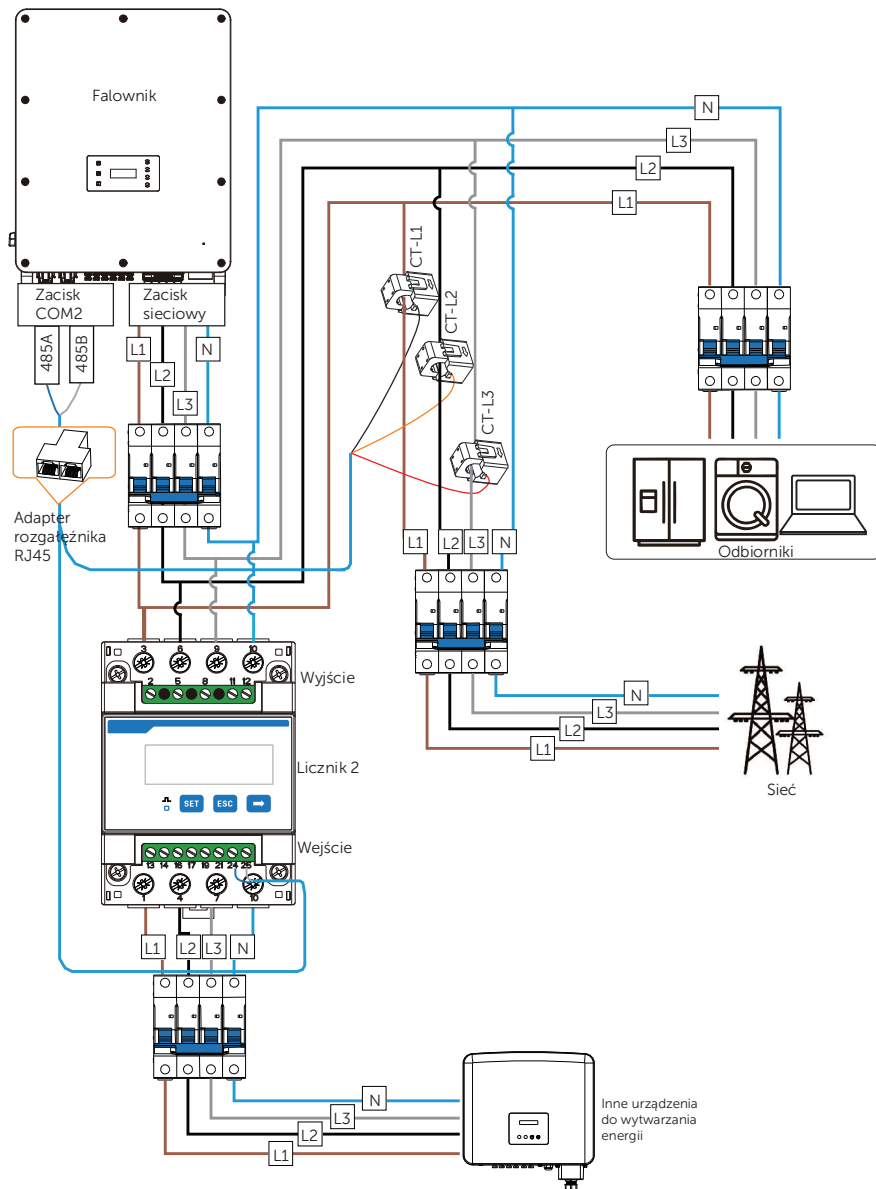 Falownik
Zacisk
COM2
Zacisk
sieciowy
485A
485B
L1
L2
L3
N
N
L3
L2
L1
CT-L1
CT-L2
CT-L3
Adapter
rozgałeźnika
RJ45
L1
L2
L3
N
Odbiorniki
N
L3
L2
L1
Sieć
3
6
9
10
2
5
8
11
12
Wyjście
Licznik 2
SET
ESC
Wejście
13
14
16
17
19
21
24
25
1
4
7
10
L1
L2
L3
N
N
L3
L2
L1
Inne urządzenia
do wytwarzania
energii